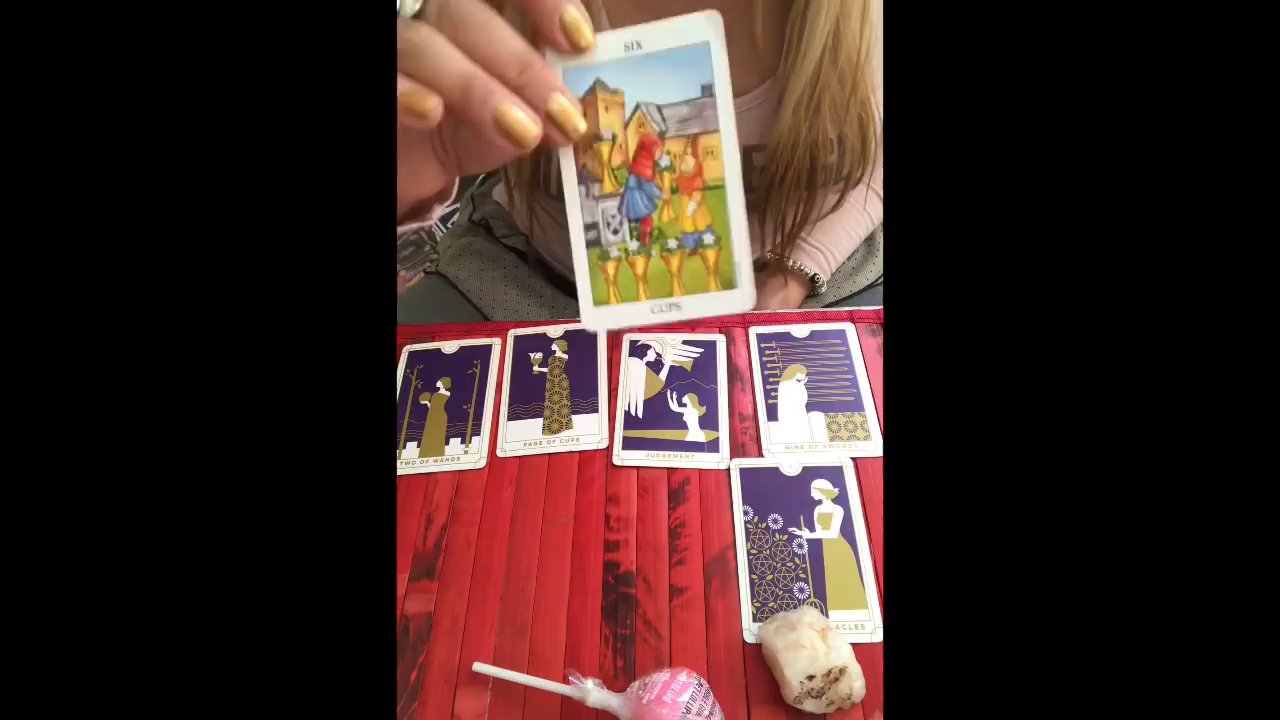 SIX
CUPS
TWO OF WANDS
PAGE OF CUPS
JUDGEMENT
NINE OF SWORDS
ACLES